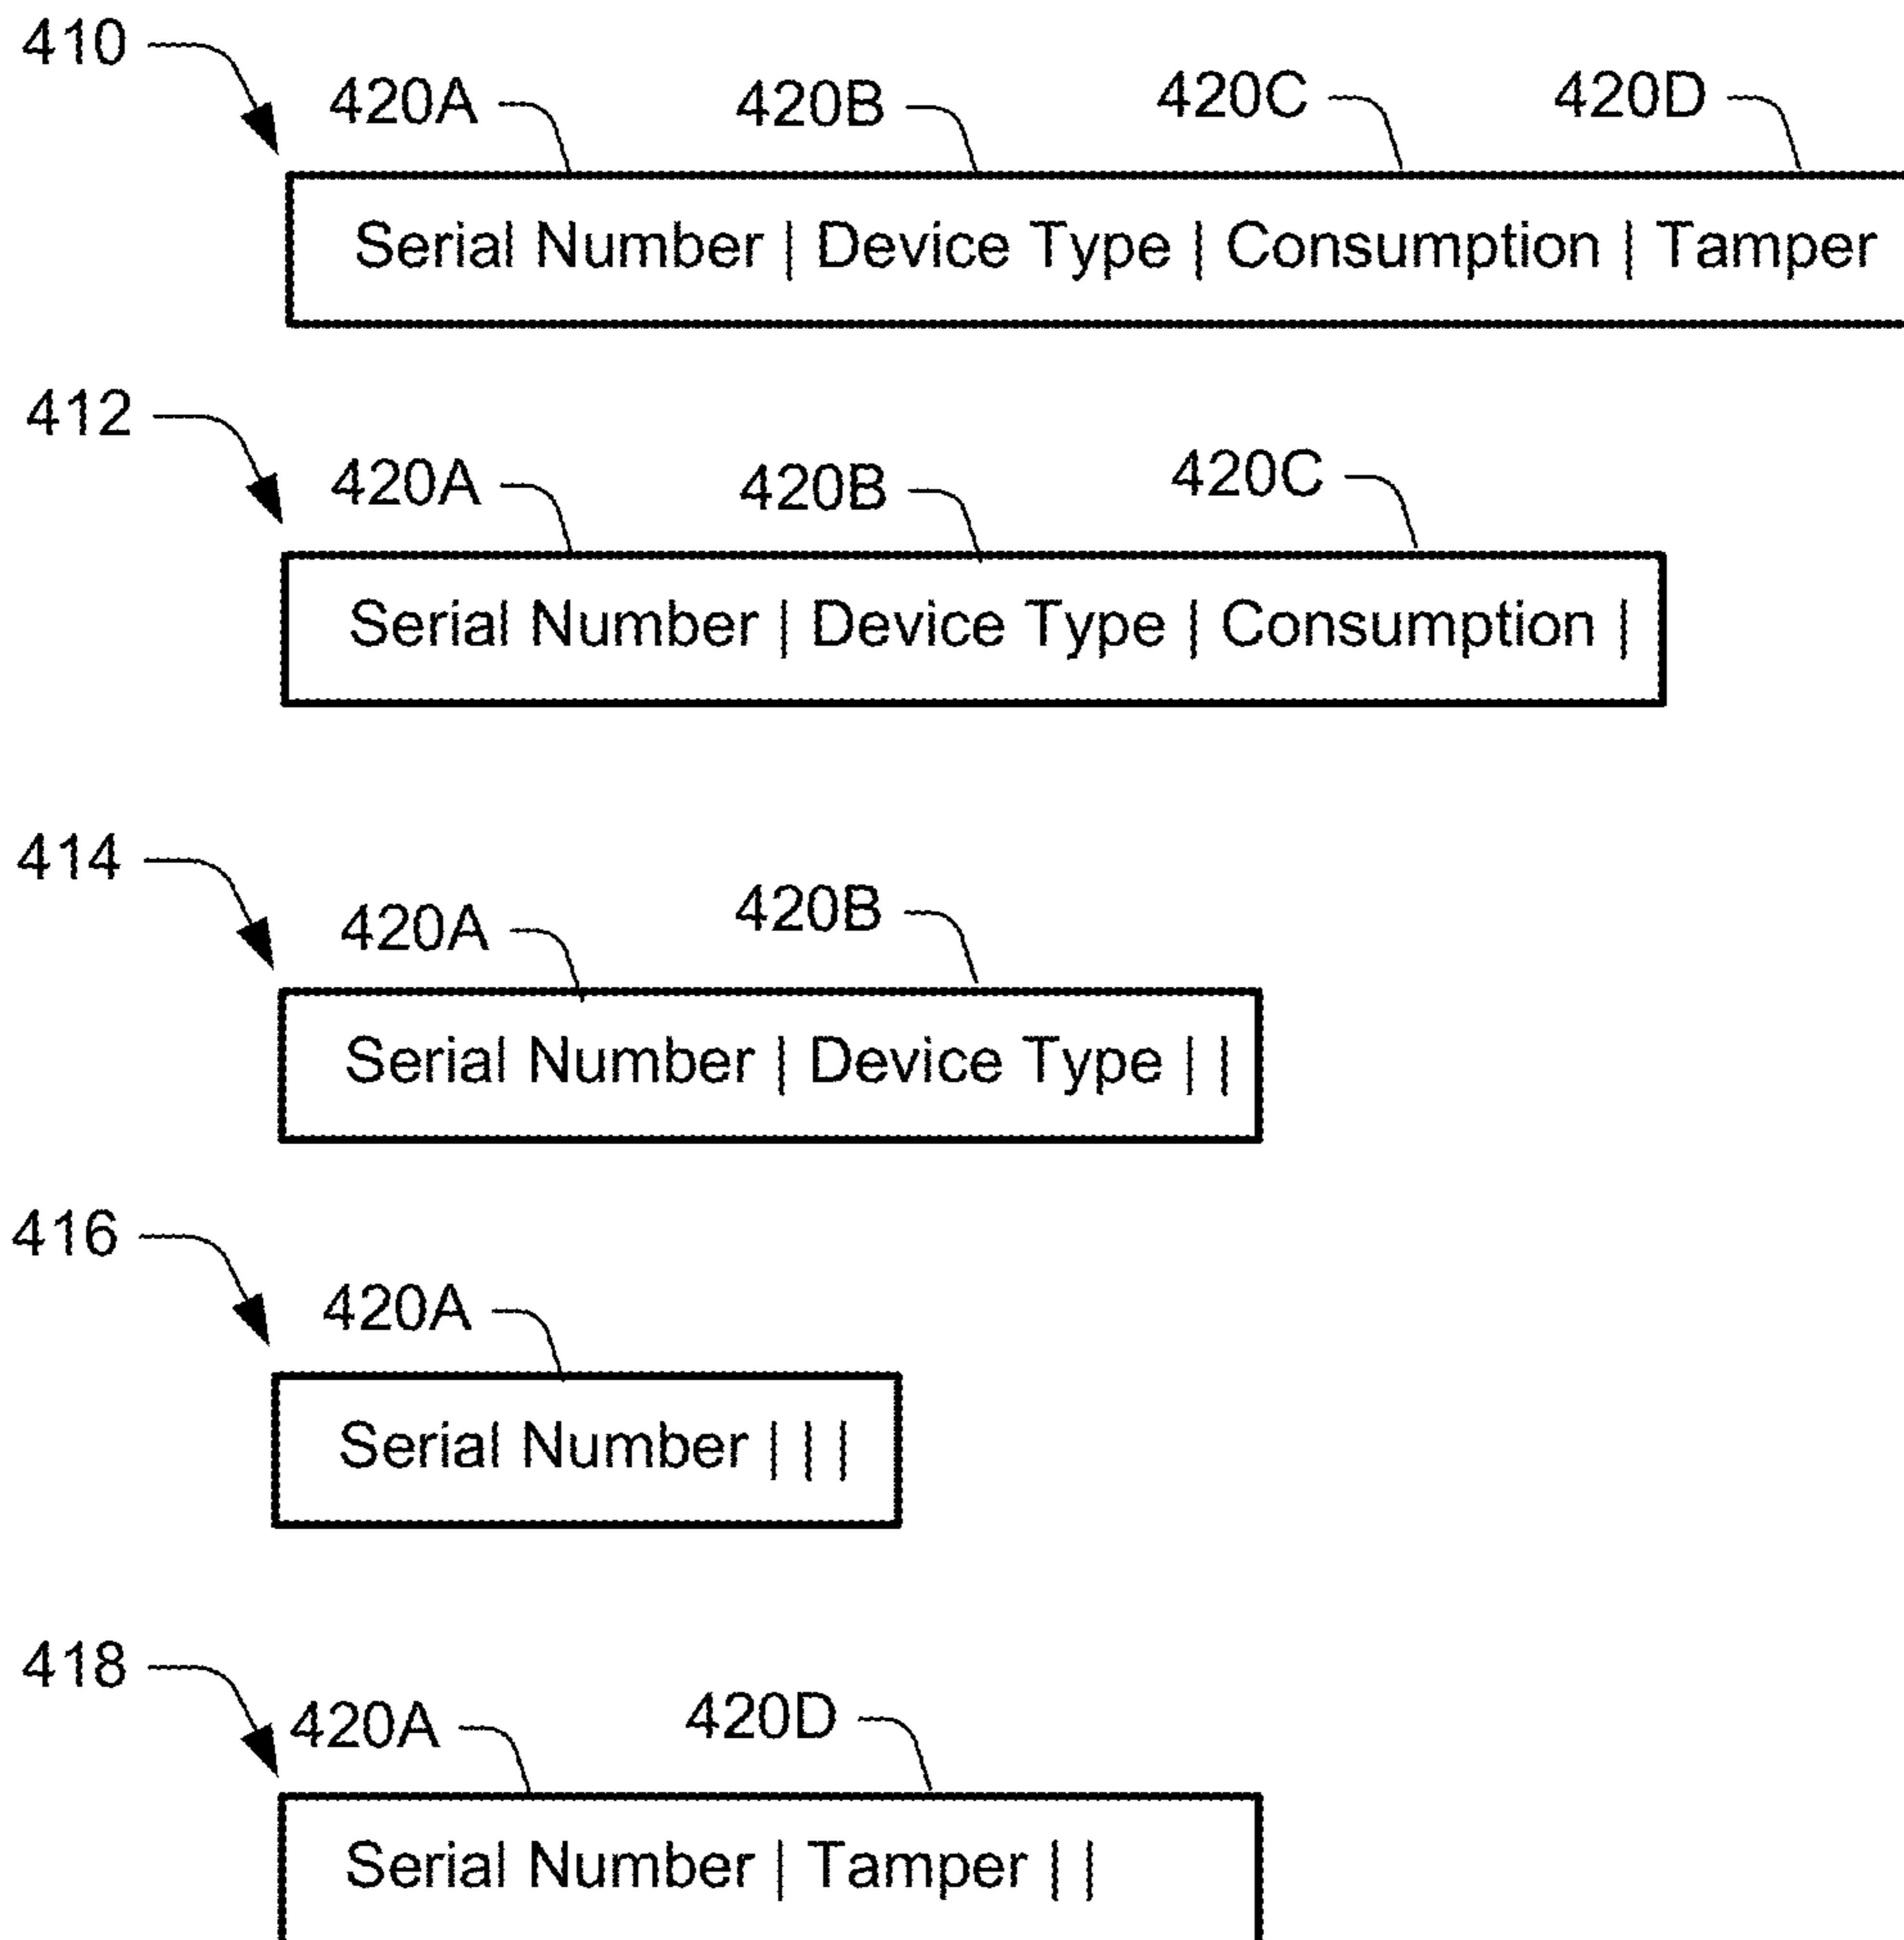 410
420A 420B 420C 420D
Serial Number | Device Type | Consumption | Tamper
412
420A 420B 420C
Serial Number | Device Type | Consumption |
414
420A 420B
Serial Number | Device Type | |
416
420A
Serial Number | | |
418
420A 420D
Serial Number | Tamper | |